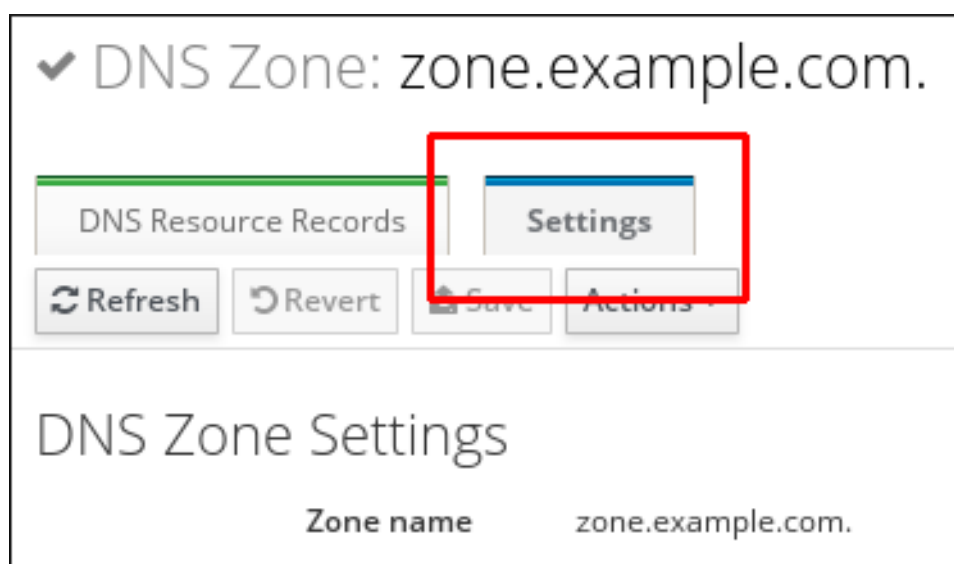 DNS Zone: zone.example.com.
DNS Resource Records Settings
Refresh Revert Save Actions
DNS Zone Settings
Zone name zone.example.com.